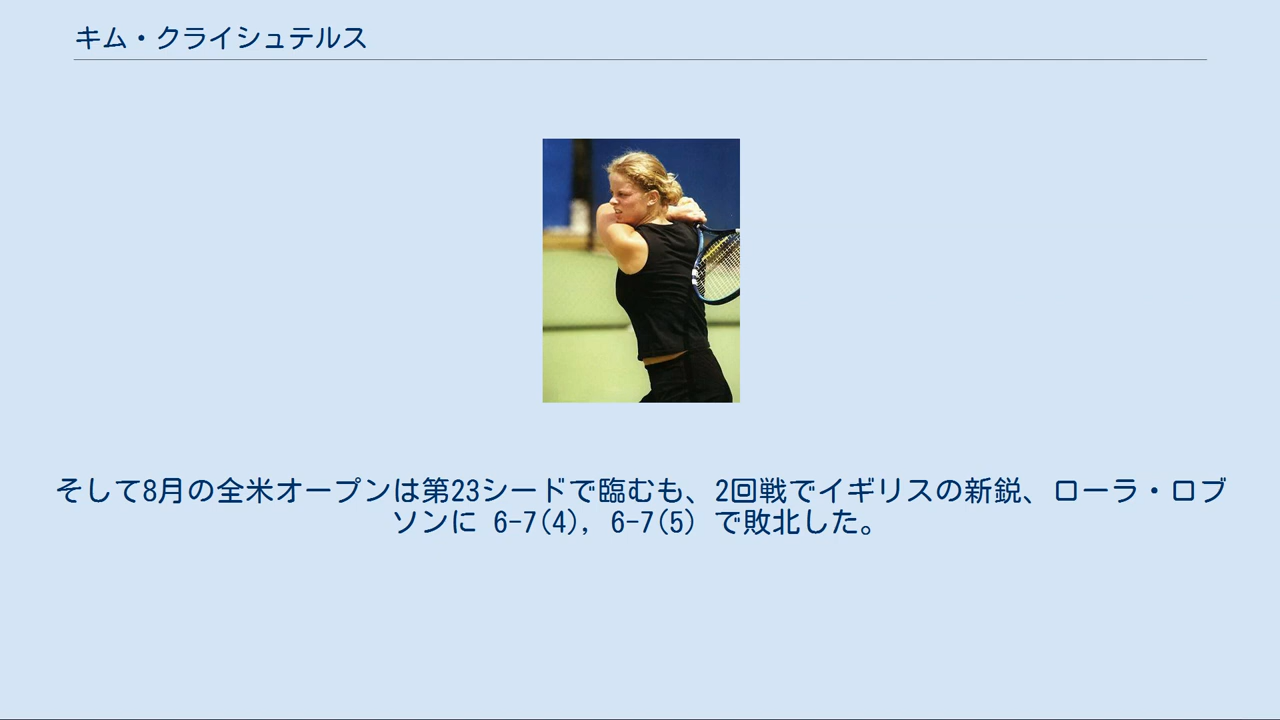 キム・クライシュテルス
そして8月の全米オープンは第23シードで臨むも、2回戦でイギリスの新鋭、ローラ・ロブ
ソンに 6-7(4), 6-7(5) で敗北した。